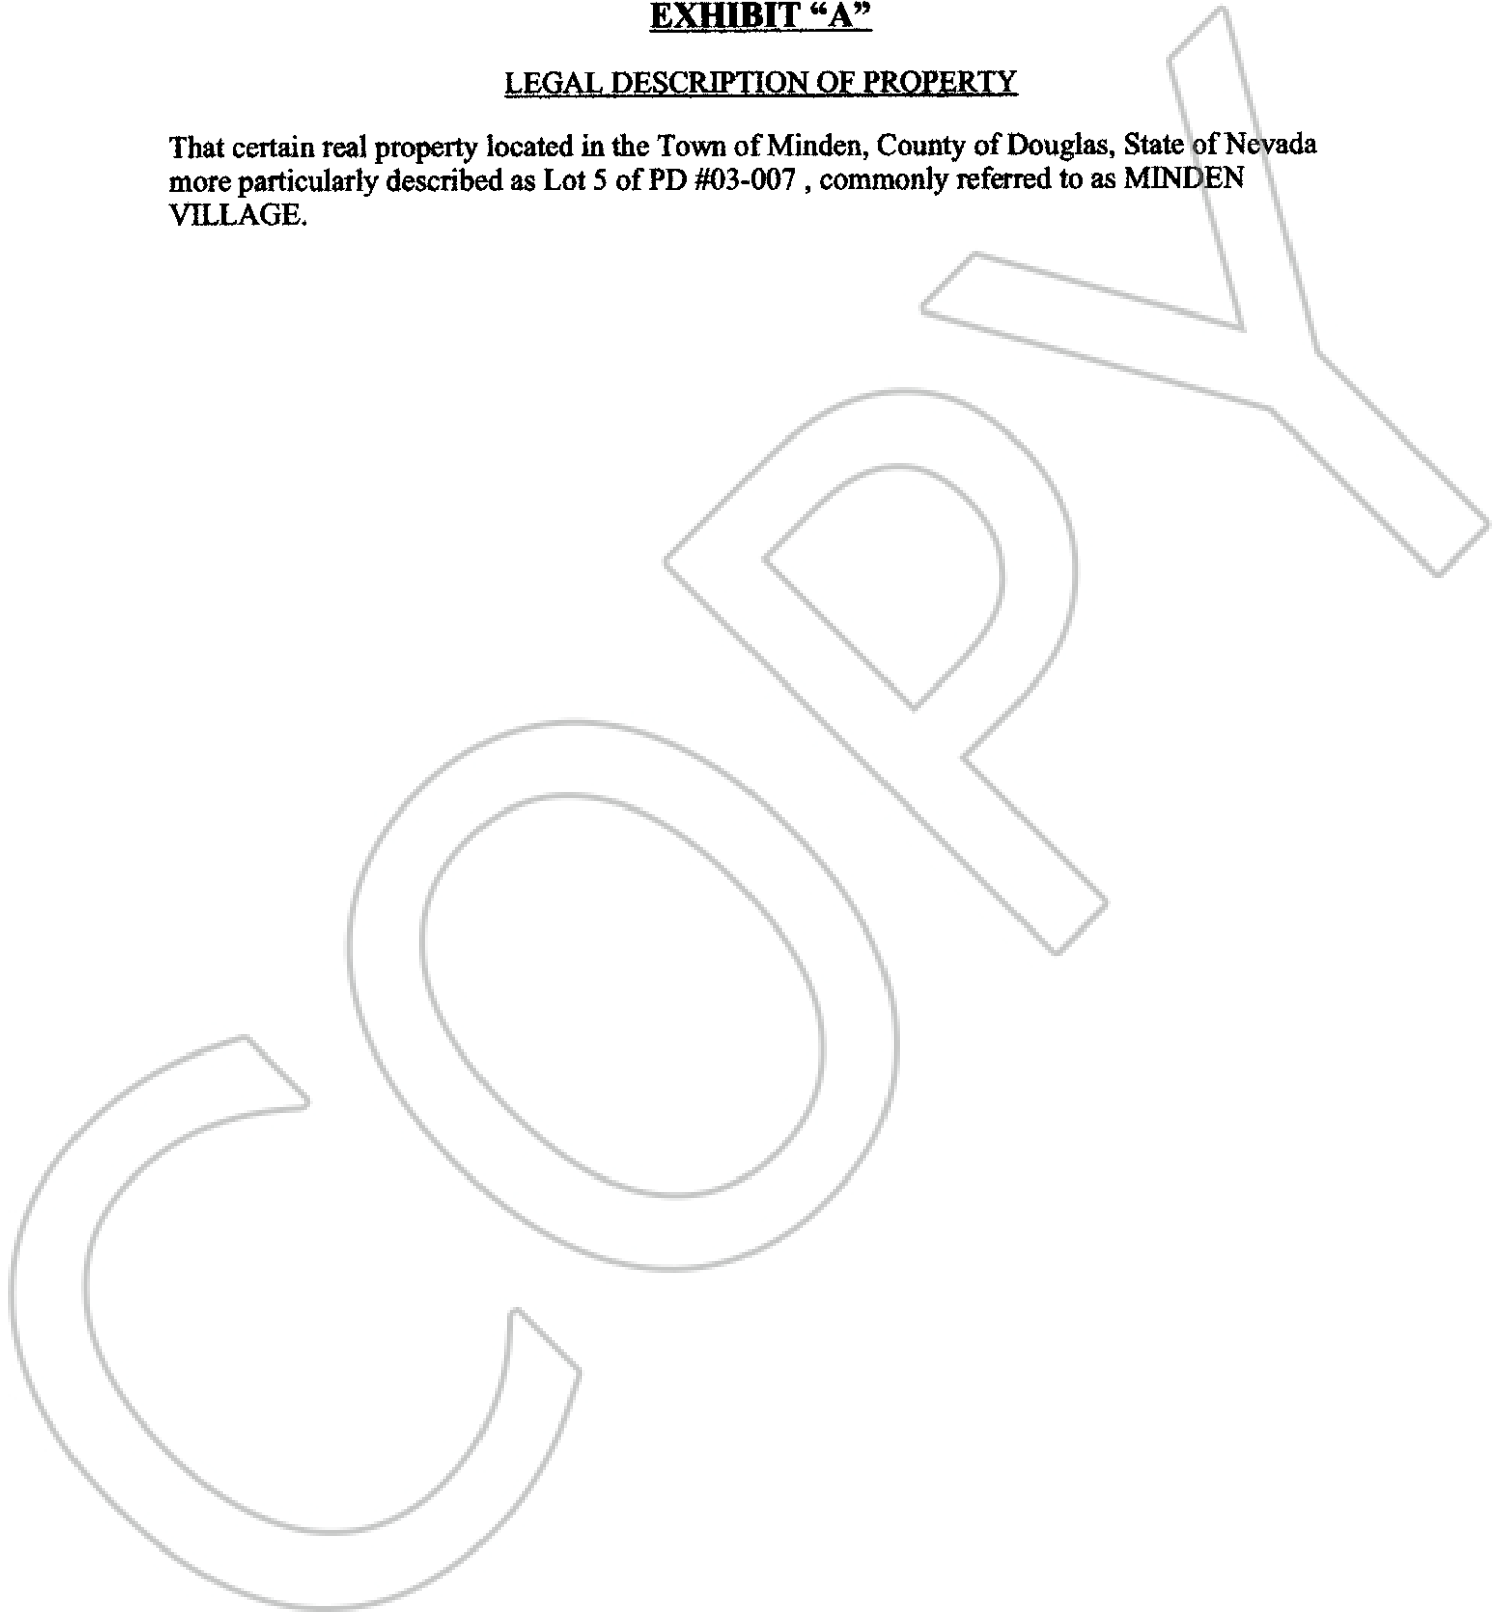 EXHIBIT “A”
LEGAL DESCRIPTION OF PROPERTY
That certain real property located in the Town of Minden, County of Douglas, State of Nevada
more particularly described as Lot 5 of PD #03-007 , commonly referred to as MINDEN
VILLAGE.
COPY